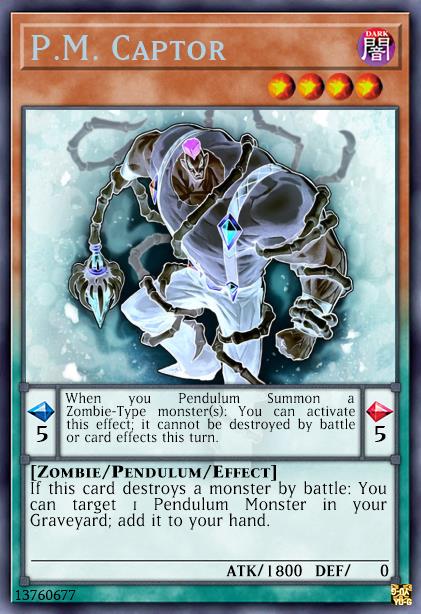 P.M. Captor
DARK
闇
When you Pendulum Summon a
Zombie-Type monster(s): You can activate
this effect; it cannot be destroyed by battle
or card effects this turn.
5
5
[Zombie/Pendulum/Effect]
If this card destroys a monster by battle: You
can target 1 Pendulum Monster in your
Graveyard; add it to your hand.
ATK/1800 DEF/ 0
13760677